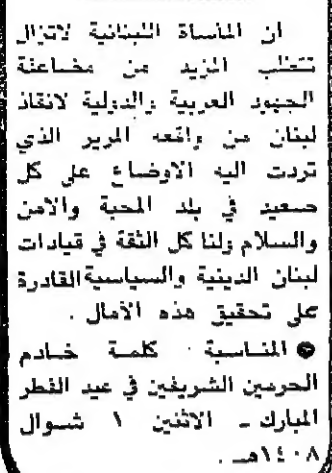 ان المأساة اللبنانية لاتزال
تتطلب المزيد من مضاعفة
الجهود العربية والدولية لانقاذ
لبنان من واقعه المرير الذي
تردت اليه الاوضاع على كل
صعيد في بلد المحبة والامن
والسلام ولنا كل الثقة في قيادات
لبنان الدينية والسياسية القادرة
على تحقيق هذه الآمال .
● المناسبة : كلمة خادم
الحرمين الشريفين في عيد الفطر
المبارك ـ الاثنين ١ شوال
١٤٠٨هـ .